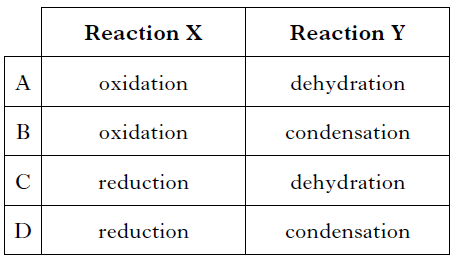 Reaction X Reaction Y
A oxidation dehydration
B oxidation condensation
C reduction dehydration
D reduction condensation